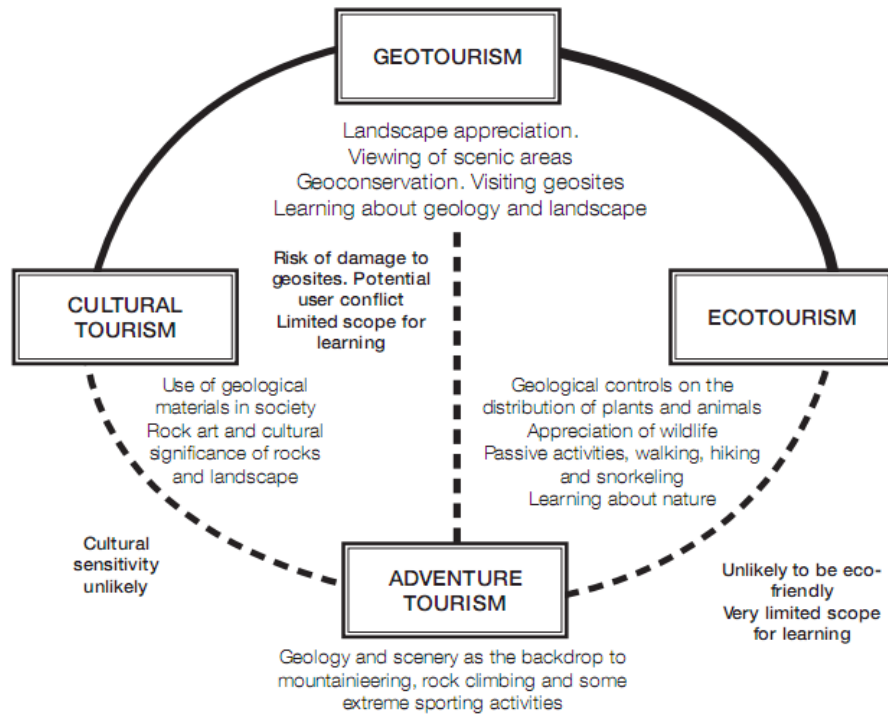 GEOTOURISM
Landscape appreciation.
Viewing of scenic areas
Geoconservation. Visiting geosites
Learning about geology and landscape
Risk of damage to
geosites. Potential
user conflict
Limited scope for
learning
CULTURAL
TOURISM
ECOTOURISM
Use of geological
materials in society
Rock art and cultural
significance of rocks
and landscape
Geological controls on the
distribution of plants and animals
Appreciation of wildlife
Passive activities, walking, hiking
and snorkeling
Learning about nature
Cultural
sensitivity
unlikely
ADVENTURE
TOURISM
Unlikely to be eco-
friendly
Very limited scope
for learning
Geology and scenery as the backdrop to
mountainieering, rock climbing and some
extreme sporting activities